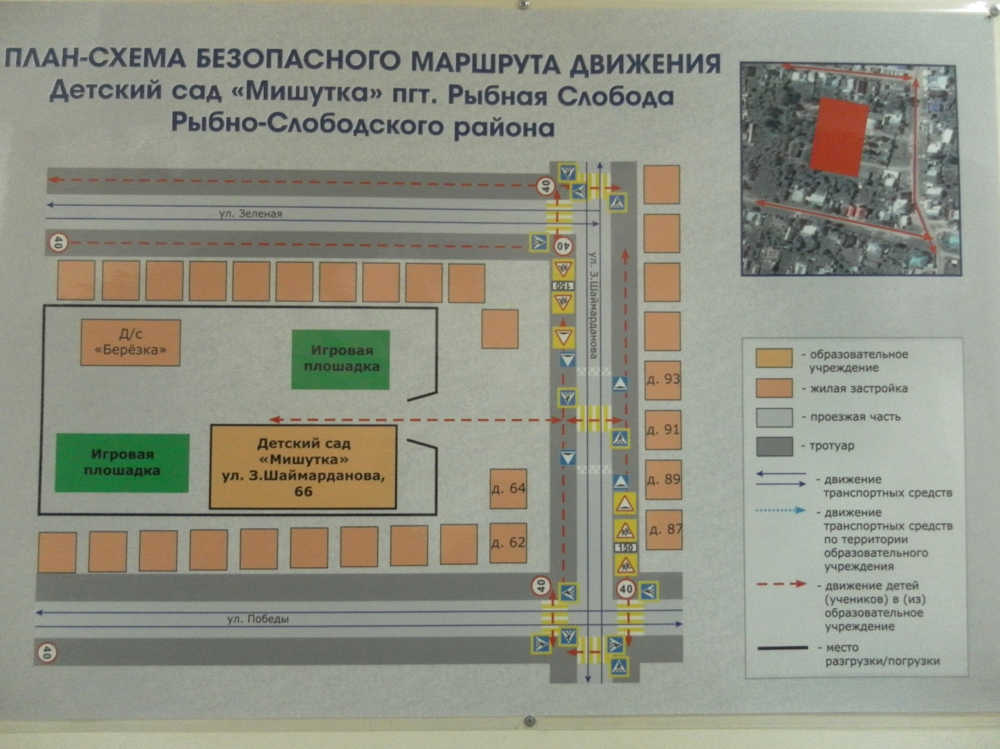 ПЛАН-СХЕМА БЕЗОПАСНОГО МАРШРУТА ДВИЖЕНИЯ
Детский сад «Мишутка» пгт. Рыбная Слобода
Рыбно-Слободского района
40
ул. Зеленая
40
40
150
ул. З.Шаймарданова
Д/с
«Берёзка»
Игровая
плошадка
Игровая
плошадка
Детский сад
«Мишутка»
ул. З.Шаймарданова,
66
д. 93
д. 91
д. 89
д. 87
д. 64
д. 62
150
40
40
ул. Победы
40
- образовательное
учреждение
- жилая застройка
- проезжая часть
- тротуар
- движение
транспортных средств
- движение
транспортных средств
по территории
образовательного
учреждения
- движение детей
(учеников) в (из)
образовательное
учреждение
- место
разгрузки/погрузки